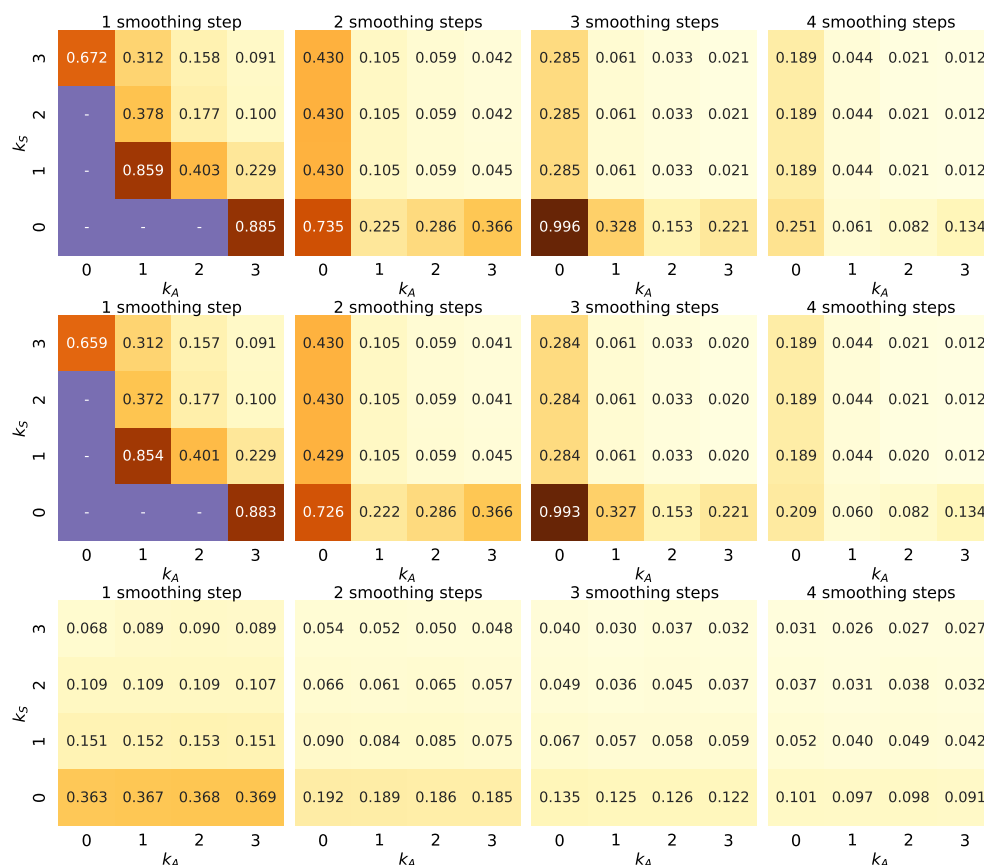 1 smoothing step 2 smoothing steps 3 smoothing steps 4 smoothing steps
3 0.672 0.312 0.158 0.091 0.430 0.105 0.059 0.042 0.285 0.061 0.033 0.021 0.189 0.044 0.021 0.012
2 - 0.378 0.177 0.100 0.430 0.105 0.059 0.042 0.285 0.061 0.033 0.021 0.189 0.044 0.021 0.012
k_S
1 - 0.859 0.403 0.229 0.430 0.105 0.059 0.045 0.285 0.061 0.033 0.021 0.189 0.044 0.021 0.012
0 - - - 0.885 0.735 0.225 0.286 0.366 0.996 0.328 0.153 0.221 0.251 0.061 0.082 0.134
0 1 2 3 0 1 2 3 0 1 2 3 0 1 2 3
k_A k_A k_A k_A
1 smoothing step 2 smoothing steps 3 smoothing steps 4 smoothing steps
3 0.659 0.312 0.157 0.091 0.430 0.105 0.059 0.041 0.284 0.061 0.033 0.020 0.189 0.044 0.021 0.012
2 - 0.372 0.177 0.100 0.430 0.105 0.059 0.041 0.284 0.061 0.033 0.020 0.189 0.044 0.021 0.012
k_S
1 - 0.854 0.401 0.229 0.429 0.105 0.059 0.045 0.284 0.061 0.033 0.020 0.189 0.044 0.020 0.012
0 - - - 0.883 0.726 0.222 0.286 0.366 0.993 0.327 0.153 0.221 0.209 0.060 0.082 0.134
0 1 2 3 0 1 2 3 0 1 2 3 0 1 2 3
k_A k_A k_A k_A
1 smoothing step 2 smoothing steps 3 smoothing steps 4 smoothing steps
3 0.068 0.089 0.090 0.089 0.054 0.052 0.050 0.048 0.040 0.030 0.037 0.032 0.031 0.026 0.027 0.027
2 0.109 0.109 0.109 0.107 0.066 0.061 0.065 0.057 0.049 0.036 0.045 0.037 0.037 0.031 0.038 0.032
k_S
1 0.151 0.152 0.153 0.151 0.090 0.084 0.085 0.075 0.067 0.057 0.058 0.059 0.052 0.040 0.049 0.042
0 0.363 0.367 0.368 0.369 0.192 0.189 0.186 0.185 0.135 0.125 0.126 0.122 0.101 0.097 0.098 0.091
0 1 2 3 0 1 2 3 0 1 2 3 0 1 2 3
k_A k_A k_A k_A